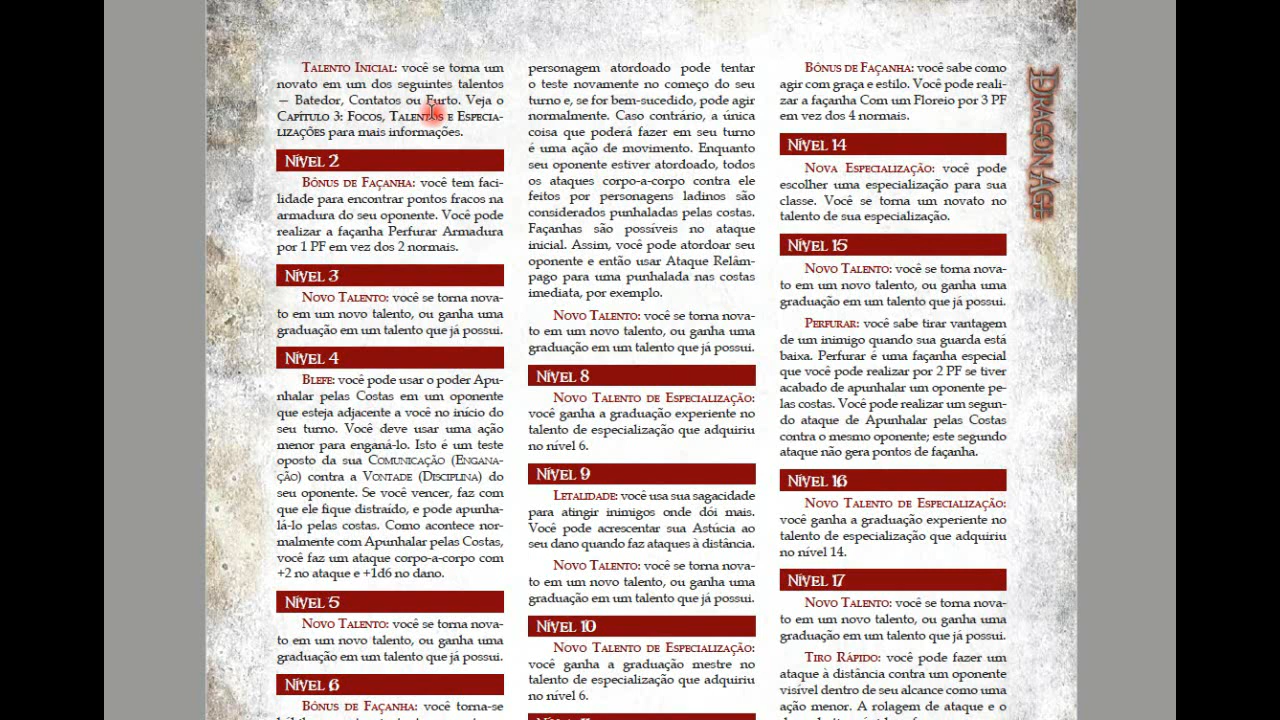 Talento Inicial: você se torna um
novato em um dos seguintes talentos
— Batedor, Contatos ou Furto. Veja o
Capítulo 3: Focos, Talentos e Especia-
lizações para mais informações.
Nível 2
Bônus de Façanha: você tem faci-
lidade para encontrar pontos fracos na
armadura do seu oponente. Você pode
realizar a façanha Perfurar Armadura
por 1 PF em vez dos 2 normais.
Nível 3
Novo Talento: você se torna nova-
to em um novo talento, ou ganha uma
graduação em um talento que já possui.
Nível 4
Blefe: você pode usar o poder Apu-
nhalar pelas Costas em um oponente
que esteja adjacente a você no início do
seu turno. Você deve usar uma ação
menor para enganá-lo. Isto é um teste
oposto da sua Comunicação (Engana-
ção) contra a Vontade (Disciplina) do
seu oponente. Se você vencer, faz com
que ele fique distraído, e pode apunha-
lá-lo pelas costas. Como acontece nor-
malmente com Apunhalar pelas Costas,
você faz um ataque corpo-a-corpo com
+2 no ataque e +1d6 no dano.
Nível 5
Novo Talento: você se torna nova-
to em um novo talento, ou ganha uma
graduação em um talento que já possui.
Nível 6
Bônus de Façanha: você torna-se
personagem atordoado pode tentar
o teste novamente no começo do seu
turno e, se for bem-sucedido, pode agir
normalmente. Caso contrário, a única
coisa que poderá fazer em seu turno
é uma ação de movimento. Enquanto
seu oponente estiver atordoado, todos
os ataques corpo-a-corpo contra ele
feitos por personagens ladinos são
considerados punhaladas pelas costas.
Façanhas são possíveis no ataque
inicial. Assim, você pode atordoar seu
oponente e então usar Ataque Relâm-
pago para uma punhalada nas costas
imediata, por exemplo.
Novo Talento: você se torna nova-
to em um novo talento, ou ganha uma
graduação em um talento que já possui.
Nível 8
Novo Talento de Especialização:
você ganha a graduação experiente no
talento de especialização que adquiriu
no nível 6.
Nível 9
Letalidade: você usa sua sagacidade
para atingir inimigos onde dói mais.
Você pode acrescentar sua Astúcia ao
seu dano quando faz ataques à distância.
Novo Talento: você se torna nova-
to em um novo talento, ou ganha uma
graduação em um talento que já possui.
Nível 10
Novo Talento de Especialização:
você ganha a graduação mestre no
talento de especialização que adquiriu
no nível 6.
Bônus de Façanha: você sabe como
agir com graça e estilo. Você pode reali-
zar a façanha Com um Floreio por 3 PF
em vez dos 4 normais.
Nível 14
Nova Especialização: você pode
escolher uma especialização para sua
classe. Você se torna um novato no
talento de sua especialização.
Nível 15
Novo Talento: você se torna nova-
to em um novo talento, ou ganha uma
graduação em um talento que já possui.
Perfurar: você sabe tirar vantagem
de um inimigo quando sua guarda está
baixa. Perfurar é uma façanha especial
que você pode realizar por 2 PF se tiver
acabado de apunhalar um oponente pe-
las costas. Você pode realizar um segun-
do ataque de Apunhalar pelas Costas
contra o mesmo oponente; este segundo
ataque não gera pontos de façanha.
Nível 16
Novo Talento de Especialização:
você ganha a graduação experiente no
talento de especialização que adquiriu
no nível 14.
Nível 17
Novo Talento: você se torna nova-
to em um novo talento, ou ganha uma
graduação em um talento que já possui.
Tiro Rápido: você pode fazer um
ataque à distância contra um oponente
visível dentro de seu alcance como uma
ação menor. A rolagem de ataque e o
Dragon Age